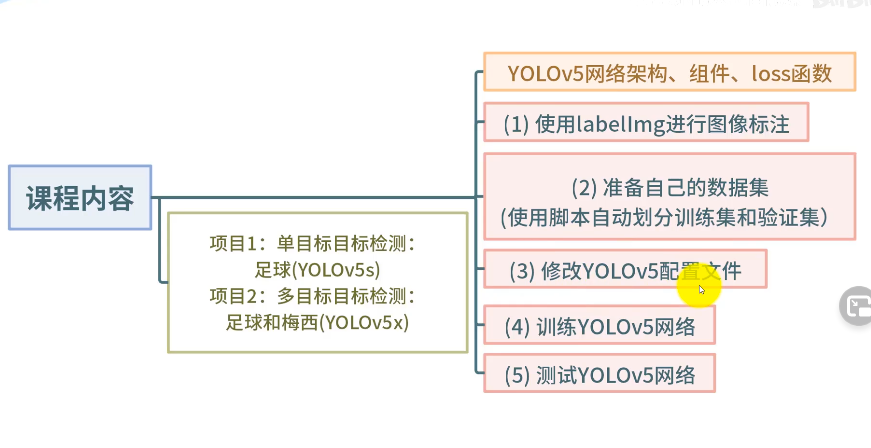 课程内容
项目1：单目标目标检测：
足球(YOLOv5s)
项目2：多目标目标检测：
足球和梅西(YOLOv5x)
YOLOv5网络架构、组件、loss函数
(1) 使用labelImg进行图像标注
(2) 准备自己的数据集
(使用脚本自动划分训练集和验证集）
(3) 修改YOLOv5配置文件
(4) 训练YOLOv5网络
(5) 测试YOLOv5网络